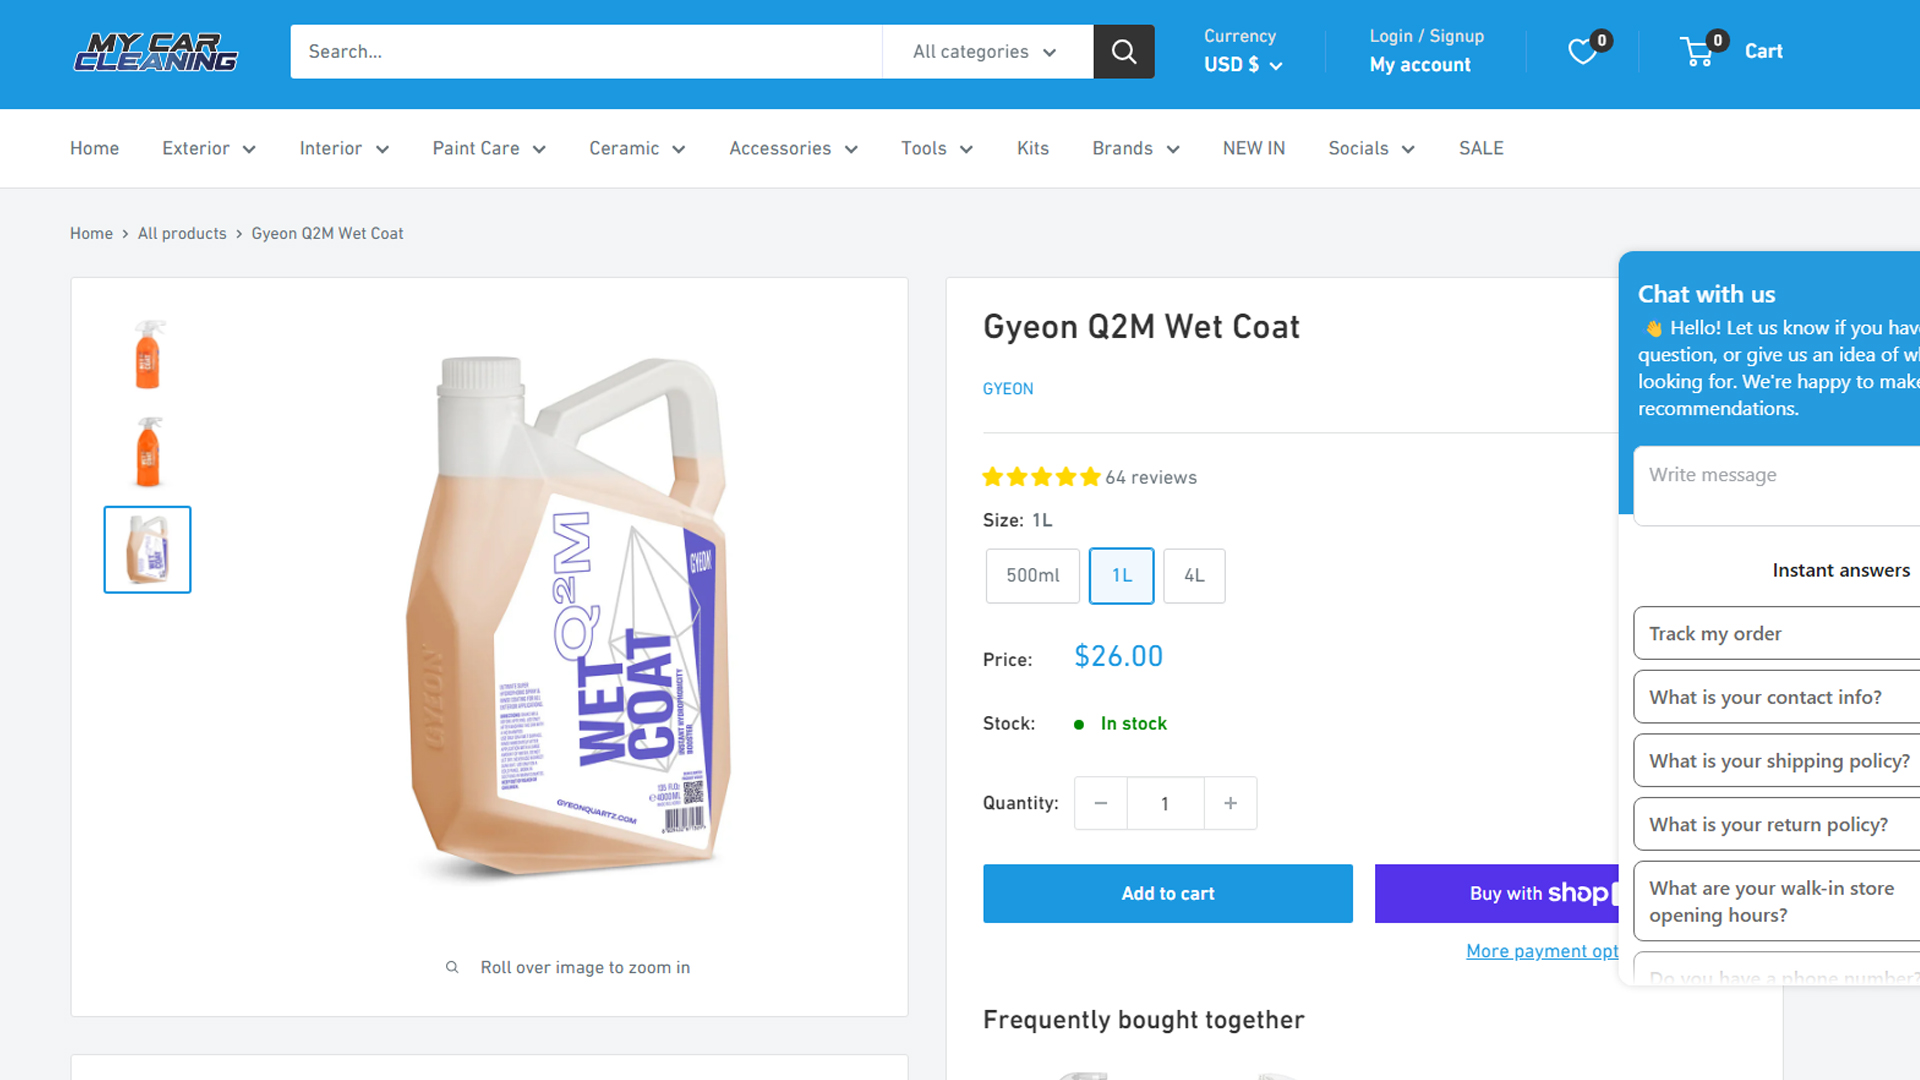 MY CAR CLEANING
Search...
All categories
Currency
USD $
Login / Signup
My account
0
0
Cart
Home
Exterior
Interior
Paint Care
Ceramic
Accessories
Tools
Kits
Brands
NEW IN
Socials
SALE
Home > All products > Gyeon Q2M Wet Coat
GYEON
Q2M
WET COAT
INSTANT HYDROPHOBICITY BOOSTER
GYEON
GYEONQUARTZ.COM
4000ML
Roll over image to zoom in
Gyeon Q2M Wet Coat
GYEON
64 reviews
Size: 1L
500ml
1L
4L
Price: $26.00
Stock: In stock
Quantity: − 1 +
Add to cart
Buy with shop
More payment opt
Frequently bought together
Chat with us
👋 Hello! Let us know if you have
question, or give us an idea of
looking for. We're happy to make
recommendations.
Write message
Instant answers
Track my order
What is your contact info?
What is your shipping policy?
What is your return policy?
What are your walk-in store
opening hours?
Do you have a phone number?